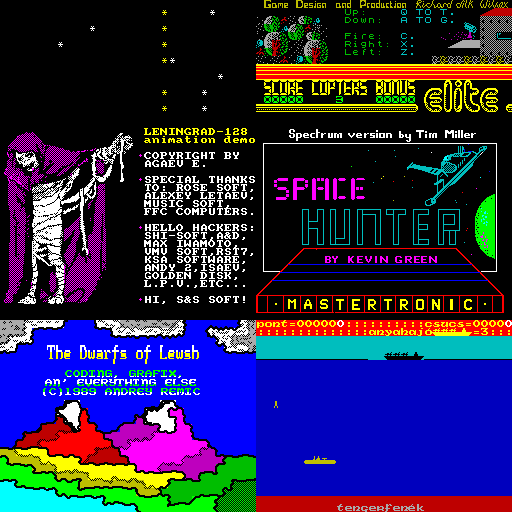 Game Design and Production Richard M.K. Wilcox
Up: Q TO T.
Down: A TO G.
Fire: C.
Right: X.
Left: Z.
SCORE COPTERS BONUS
00000 3 00000
elite
LENINGRAD-128
animation demo
COPYRIGHT BY
AGAEV E.
SPECIAL THANKS
TO: ROSE SOFT,
ALEXEY LETAEV,
MUSIC SOFT,
FFC COMPUTERS.
HELLO HACKERS:
SHI-SOFT, A&D,
MAX IWAMOTO,
UMV SOFT, RST7,
KSA SOFTWARE,
ANDY 2, ISAEV,
GOLDEN DISK,
L.P.V.,ETC...
HI, S&S SOFT!
Spectrum version by Tim Miller
SPACE
HUNTER
BY KEVIN GREEN
·MASTERTRONIC·
The Dwarfs of Lewsh
CODING, GRAFIX,
AN' EVERYTHING ELSE
(C)1989 ANDREY REMIC
pont=000000
csucs=00000
anyahajo
=3
tengerfenék